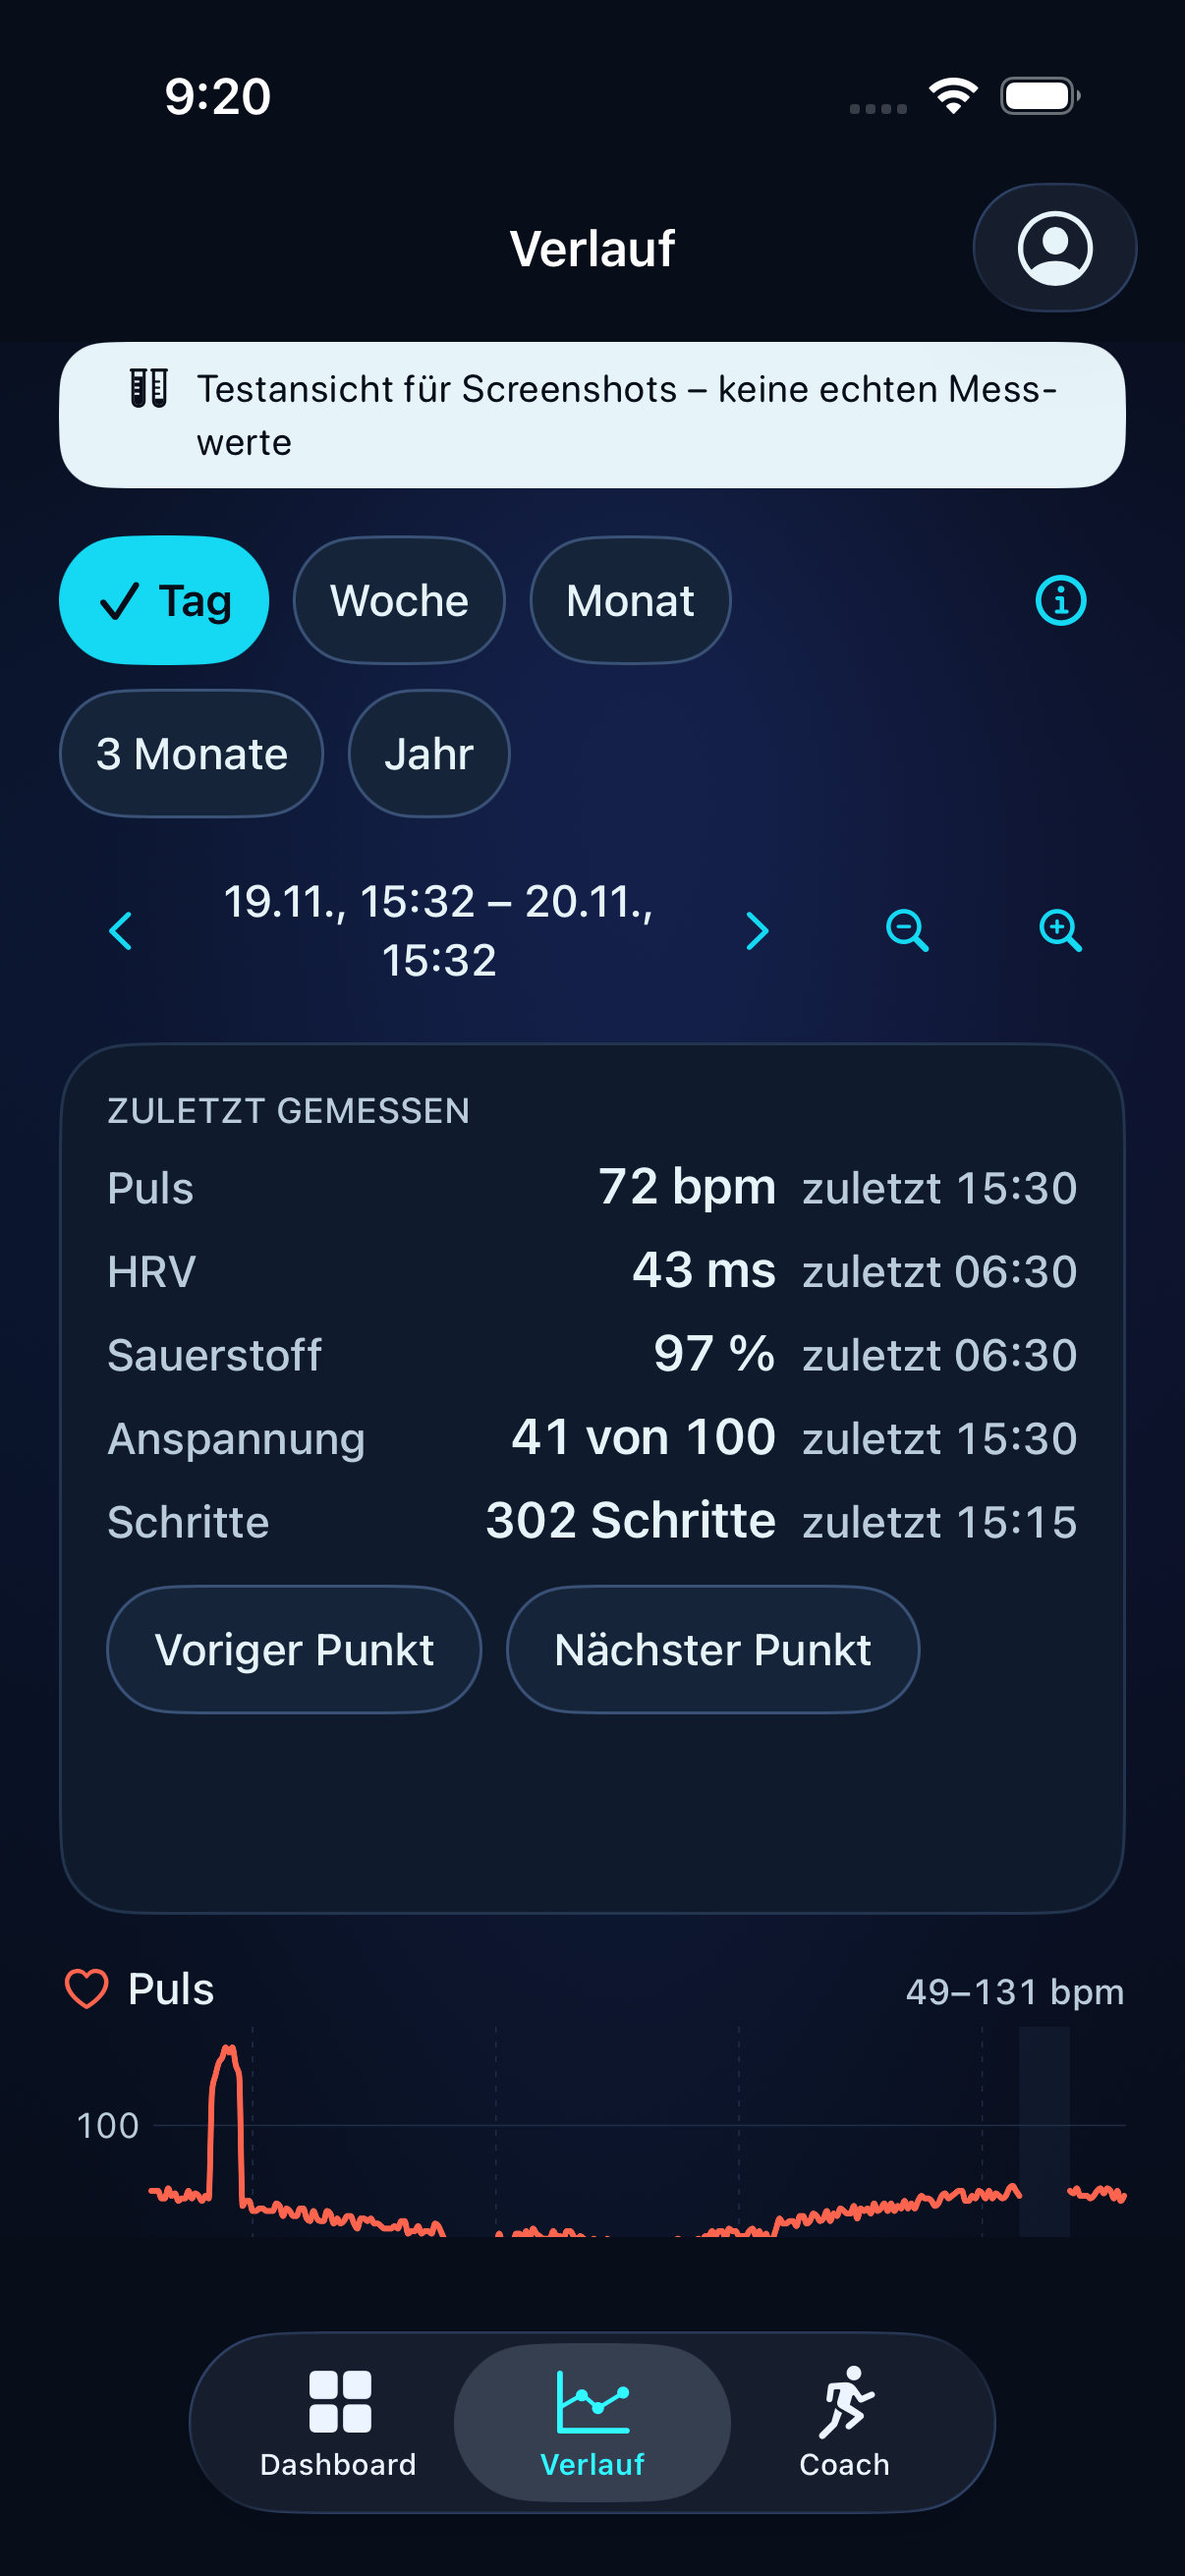 9:20
Verlauf
Testansicht für Screenshots – keine echten Mess-
werte
Tag
Woche
Monat
3 Monate
Jahr
19.11., 15:32 – 20.11.,
15:32
ZULETZT GEMESSEN
Puls 72 bpm zuletzt 15:30
HRV 43 ms zuletzt 06:30
Sauerstoff 97 % zuletzt 06:30
Anspannung 41 von 100 zuletzt 15:30
Schritte 302 Schritte zuletzt 15:15
Voriger Punkt
Nächster Punkt
Puls 49–131 bpm
100
Dashboard
Verlauf
Coach